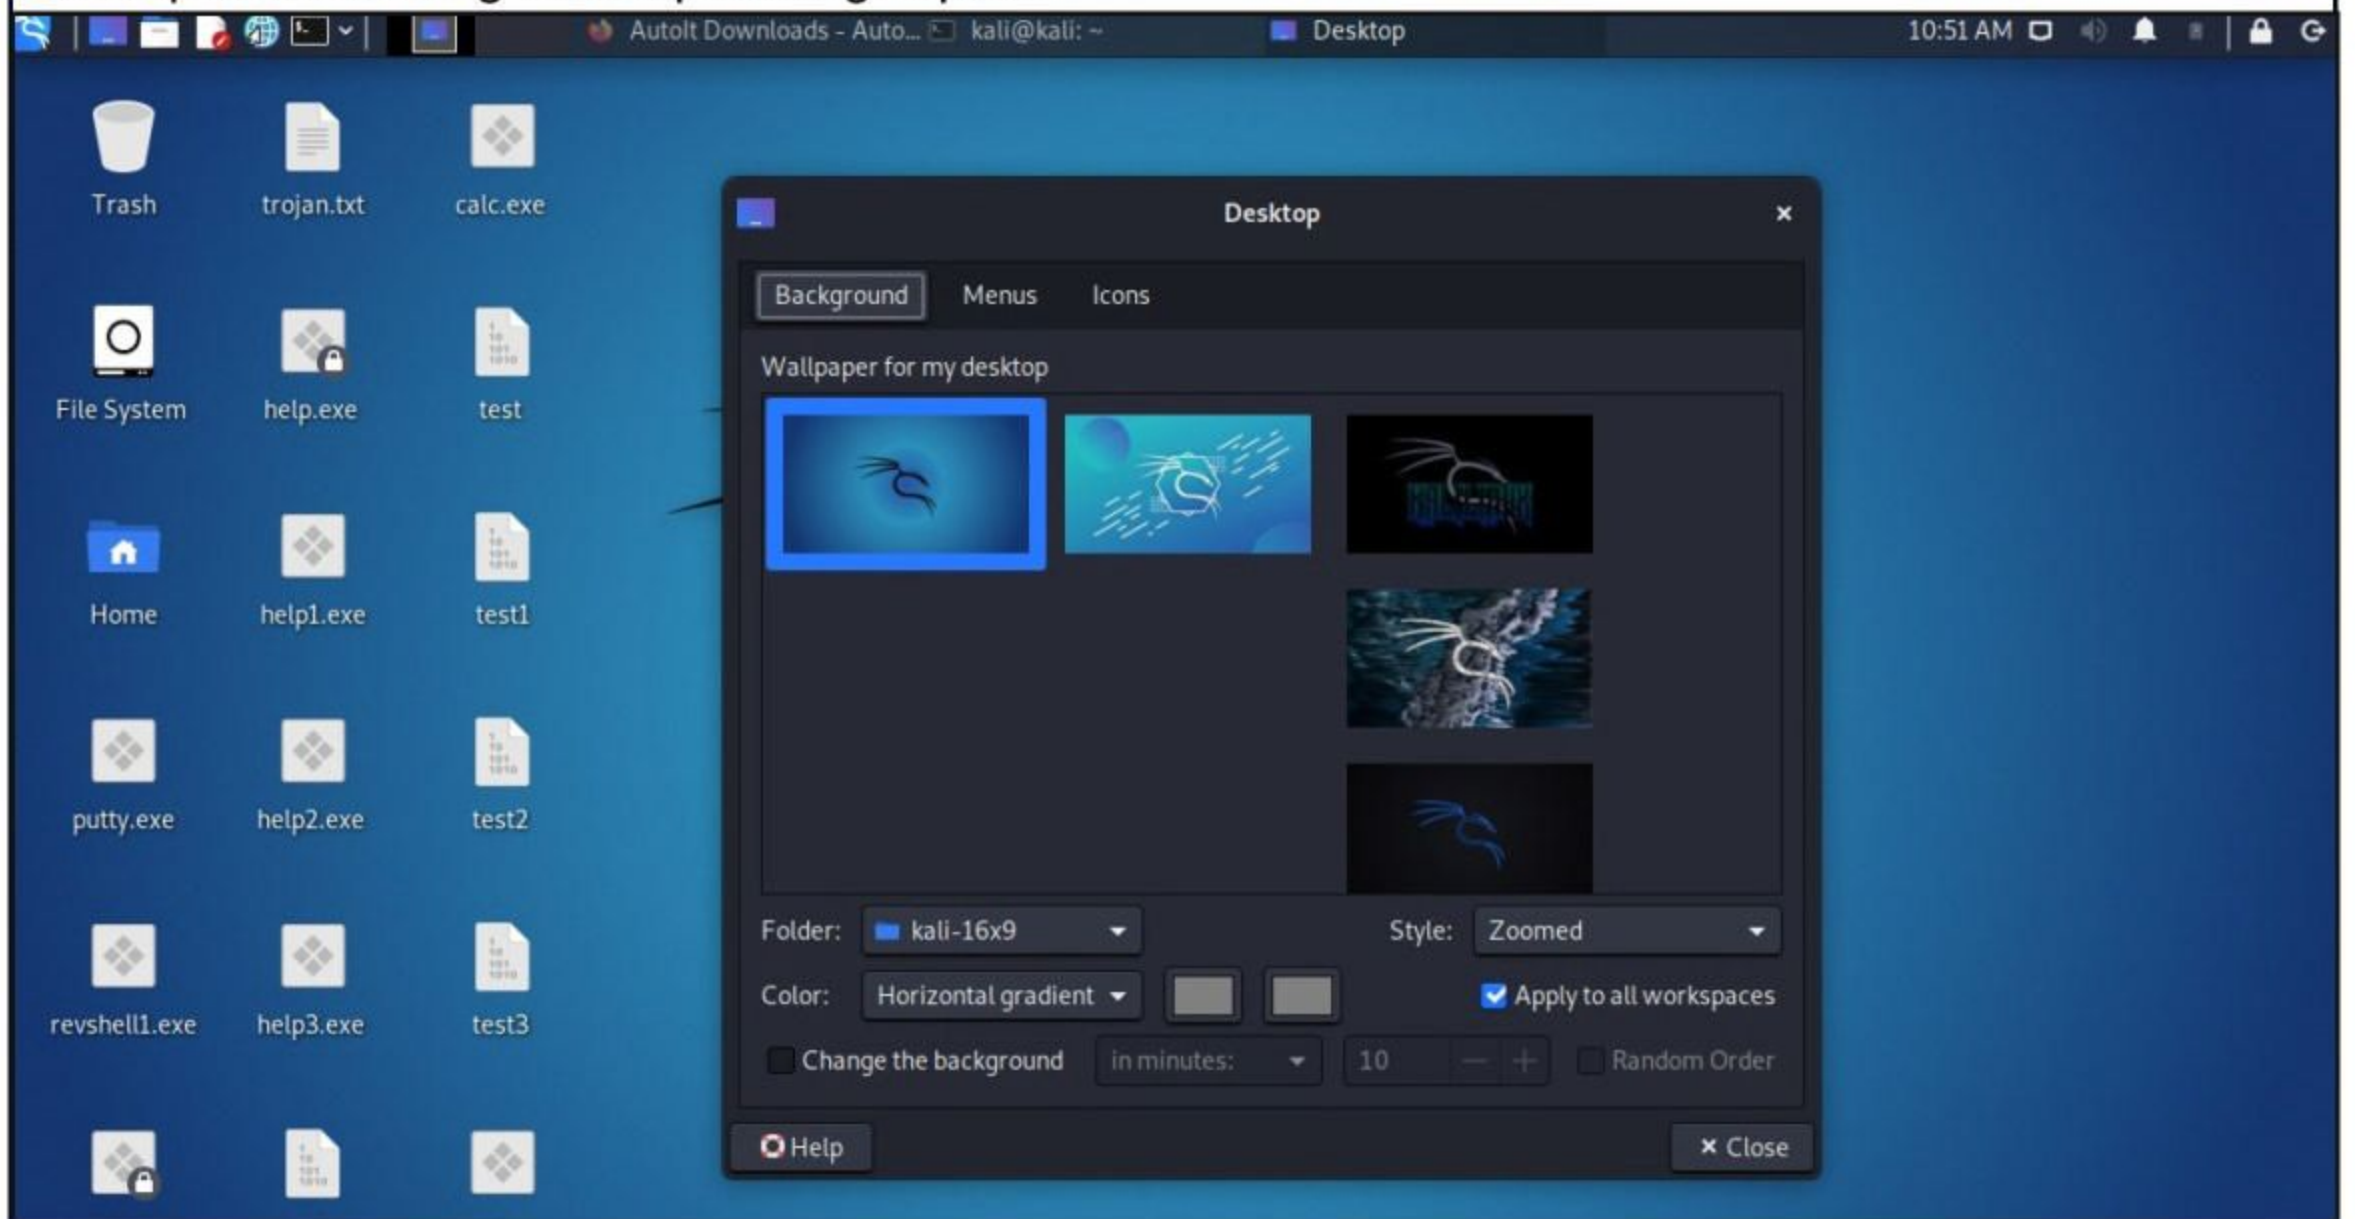 AutoIt Downloads - Auto...
kali@kali: ~
Desktop
10:51 AM
Trash
trojan.txt
calc.exe
File System
help.exe
test
Home
help1.exe
test1
putty.exe
help2.exe
test2
revshell1.exe
help3.exe
test3
Desktop
Background Menus Icons
Wallpaper for my desktop
Folder: kali-16x9 Style: Zoomed
Color: Horizontal gradient Apply to all workspaces
Change the background in minutes: 10 Random Order
Help Close